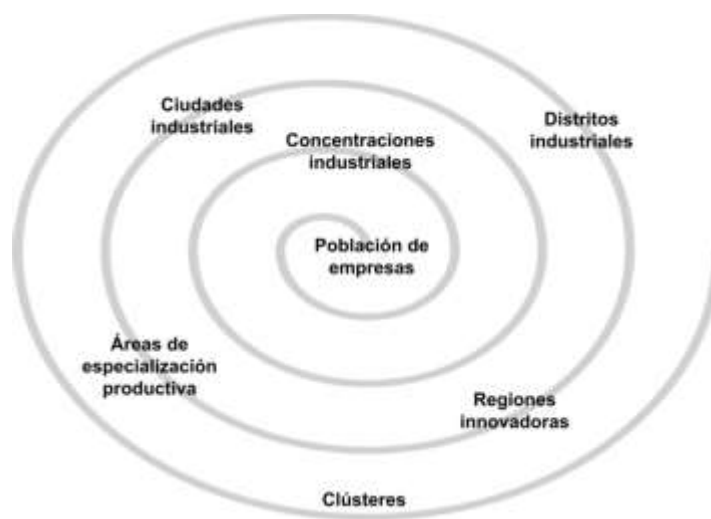 Ciudades
industriales
Distritos
industriales
Concentraciones
industriales
Población de
empresas
Áreas de
especialización
productiva
Regiones
innovadoras
Clústeres